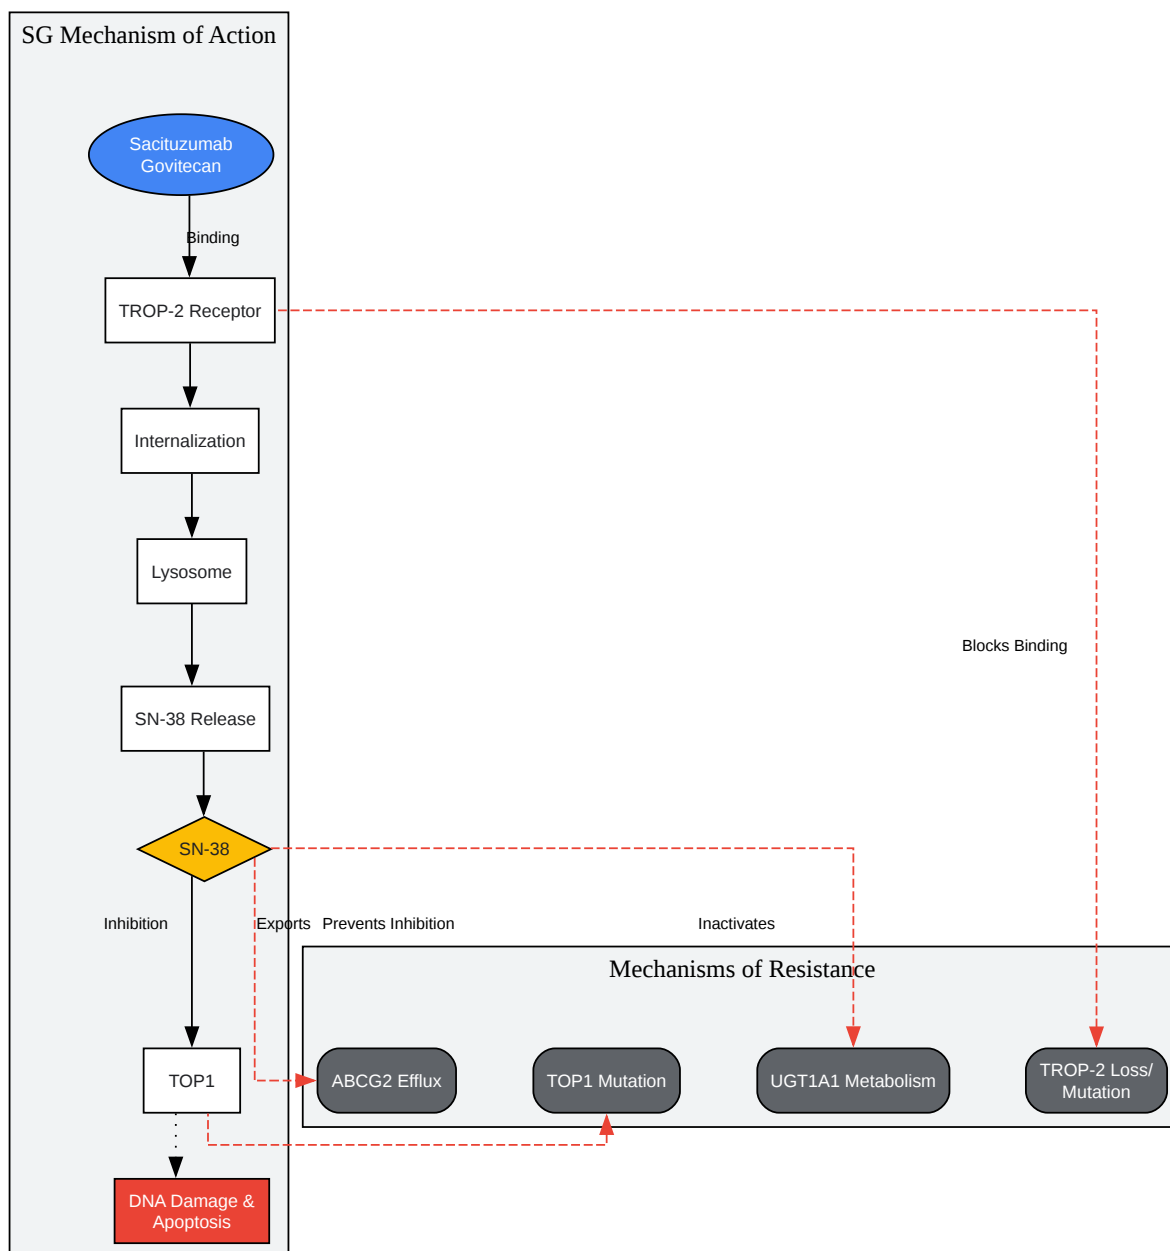 SG Mechanism of Action
Sacituzumab
Govitecan
Binding
TROP-2 Receptor
Internalization
Lysosome
Blocks Binding
SN-38 Release
SN-38
Inhibition
Exports
Prevents Inhibition
Inactivates
Mechanisms of Resistance
TOP1
ABCG2 Efflux
TOP1 Mutation
UGT1A1 Metabolism
TROP-2 Loss/
Mutation
DNA Damage &
Apoptosis